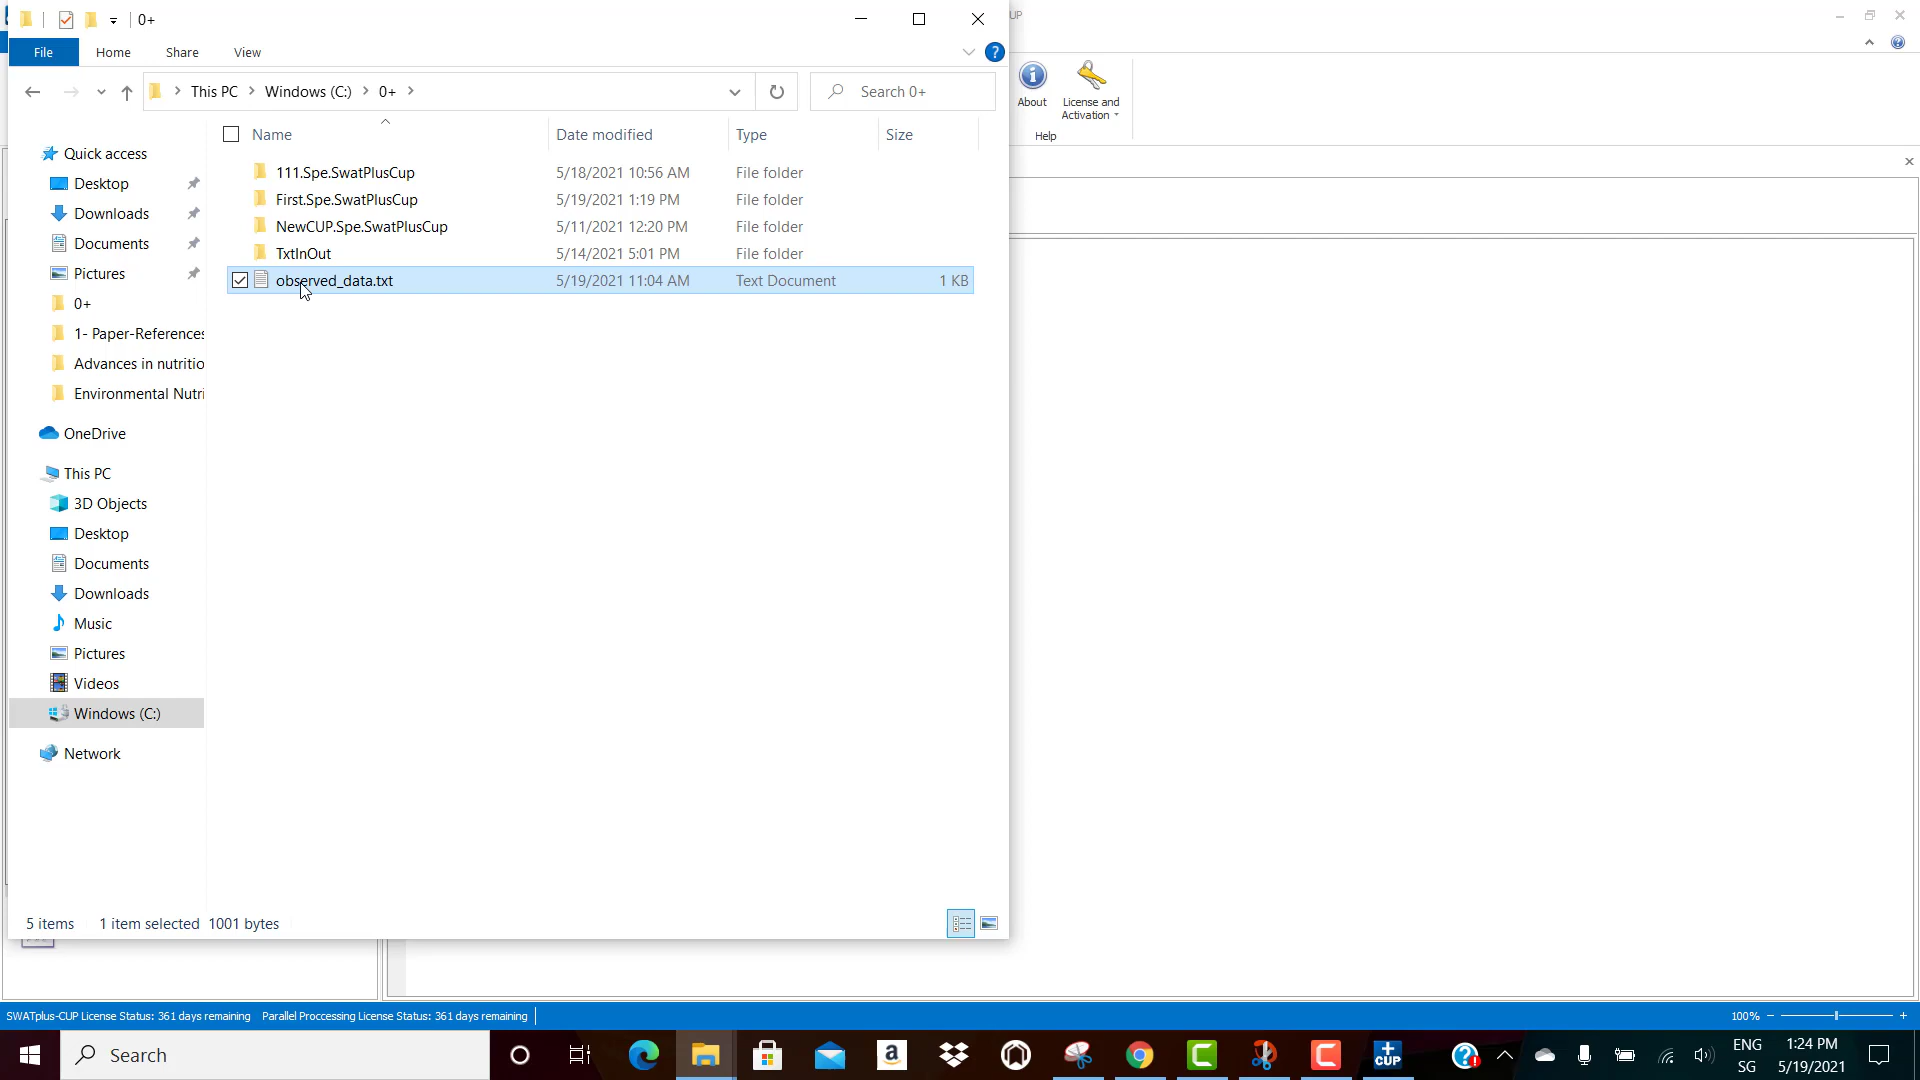 0+
UP
File
Home
Share
View
This PC
Windows (C:)
0+
Search 0+
About
License and
Activation
Help
Name
Date modified
Type
Size
111.Spe.SwatPlusCup
5/18/2021 10:56 AM
File folder
First.Spe.SwatPlusCup
5/19/2021 1:19 PM
File folder
NewCUP.Spe.SwatPlusCup
5/11/2021 12:20 PM
File folder
TxtInOut
5/14/2021 5:01 PM
File folder
observed_data.txt
5/19/2021 11:04 AM
Text Document
1 KB
Quick access
Desktop
Downloads
Documents
Pictures
0+
1- Paper-References
Advances in nutritio
Environmental Nutri
OneDrive
This PC
3D Objects
Desktop
Documents
Downloads
Music
Pictures
Videos
Windows (C:)
Network
5 items
1 item selected
1001 bytes
SWATplus-CUP License Status: 361 days remaining
Parallel Proccessing License Status: 361 days remaining
100%
Search
CUP
ENG
SG
1:24 PM
5/19/2021